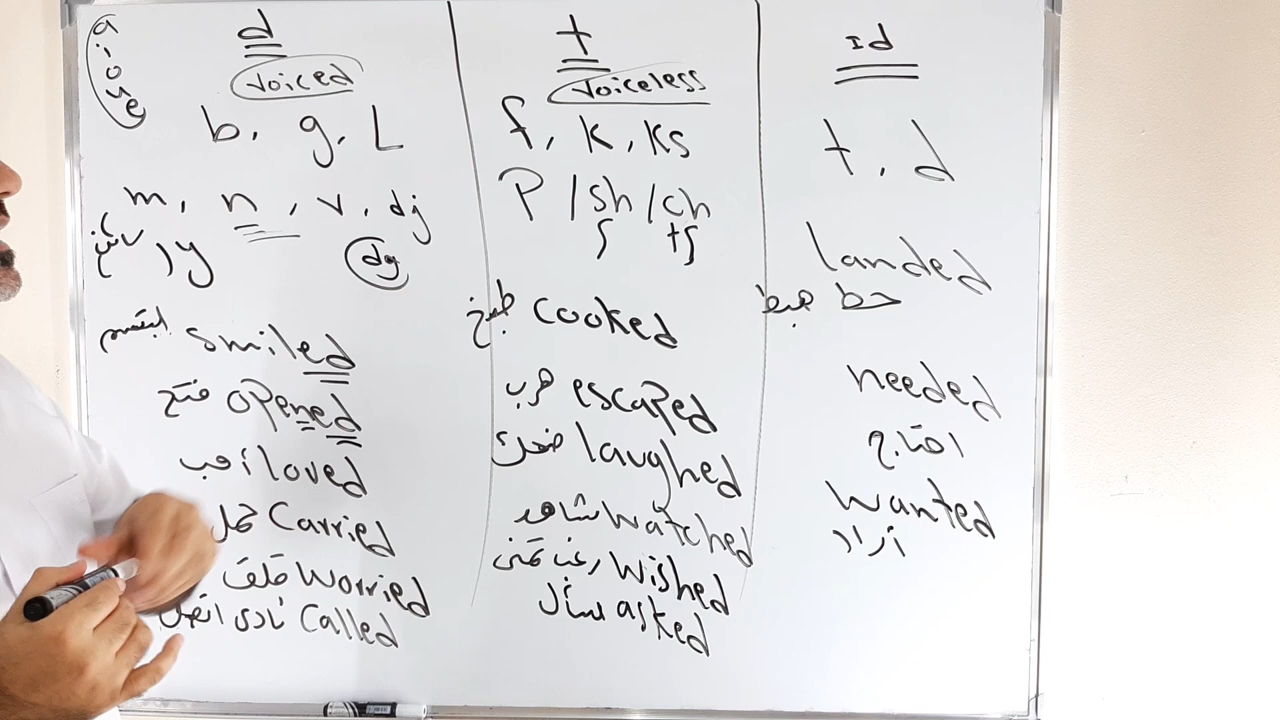 a.i.o.u.e
d
voiced
b, g, L
m, n, v, dj
ساكن y
dg
ابتسم smiled
فتح opened
أحب loved
حمل carried
قلق worried
نادى اتصل called
t
voiceless
f, k, ks
P / sh / ch
ʃ tʃ
طبخ cooked
هرب escaped
ضحك laughed
شاهد watched
رغب تمنى wished
سأل asked
id
t, d
landed
حط هبط
needed
احتاج
wanted
أراد